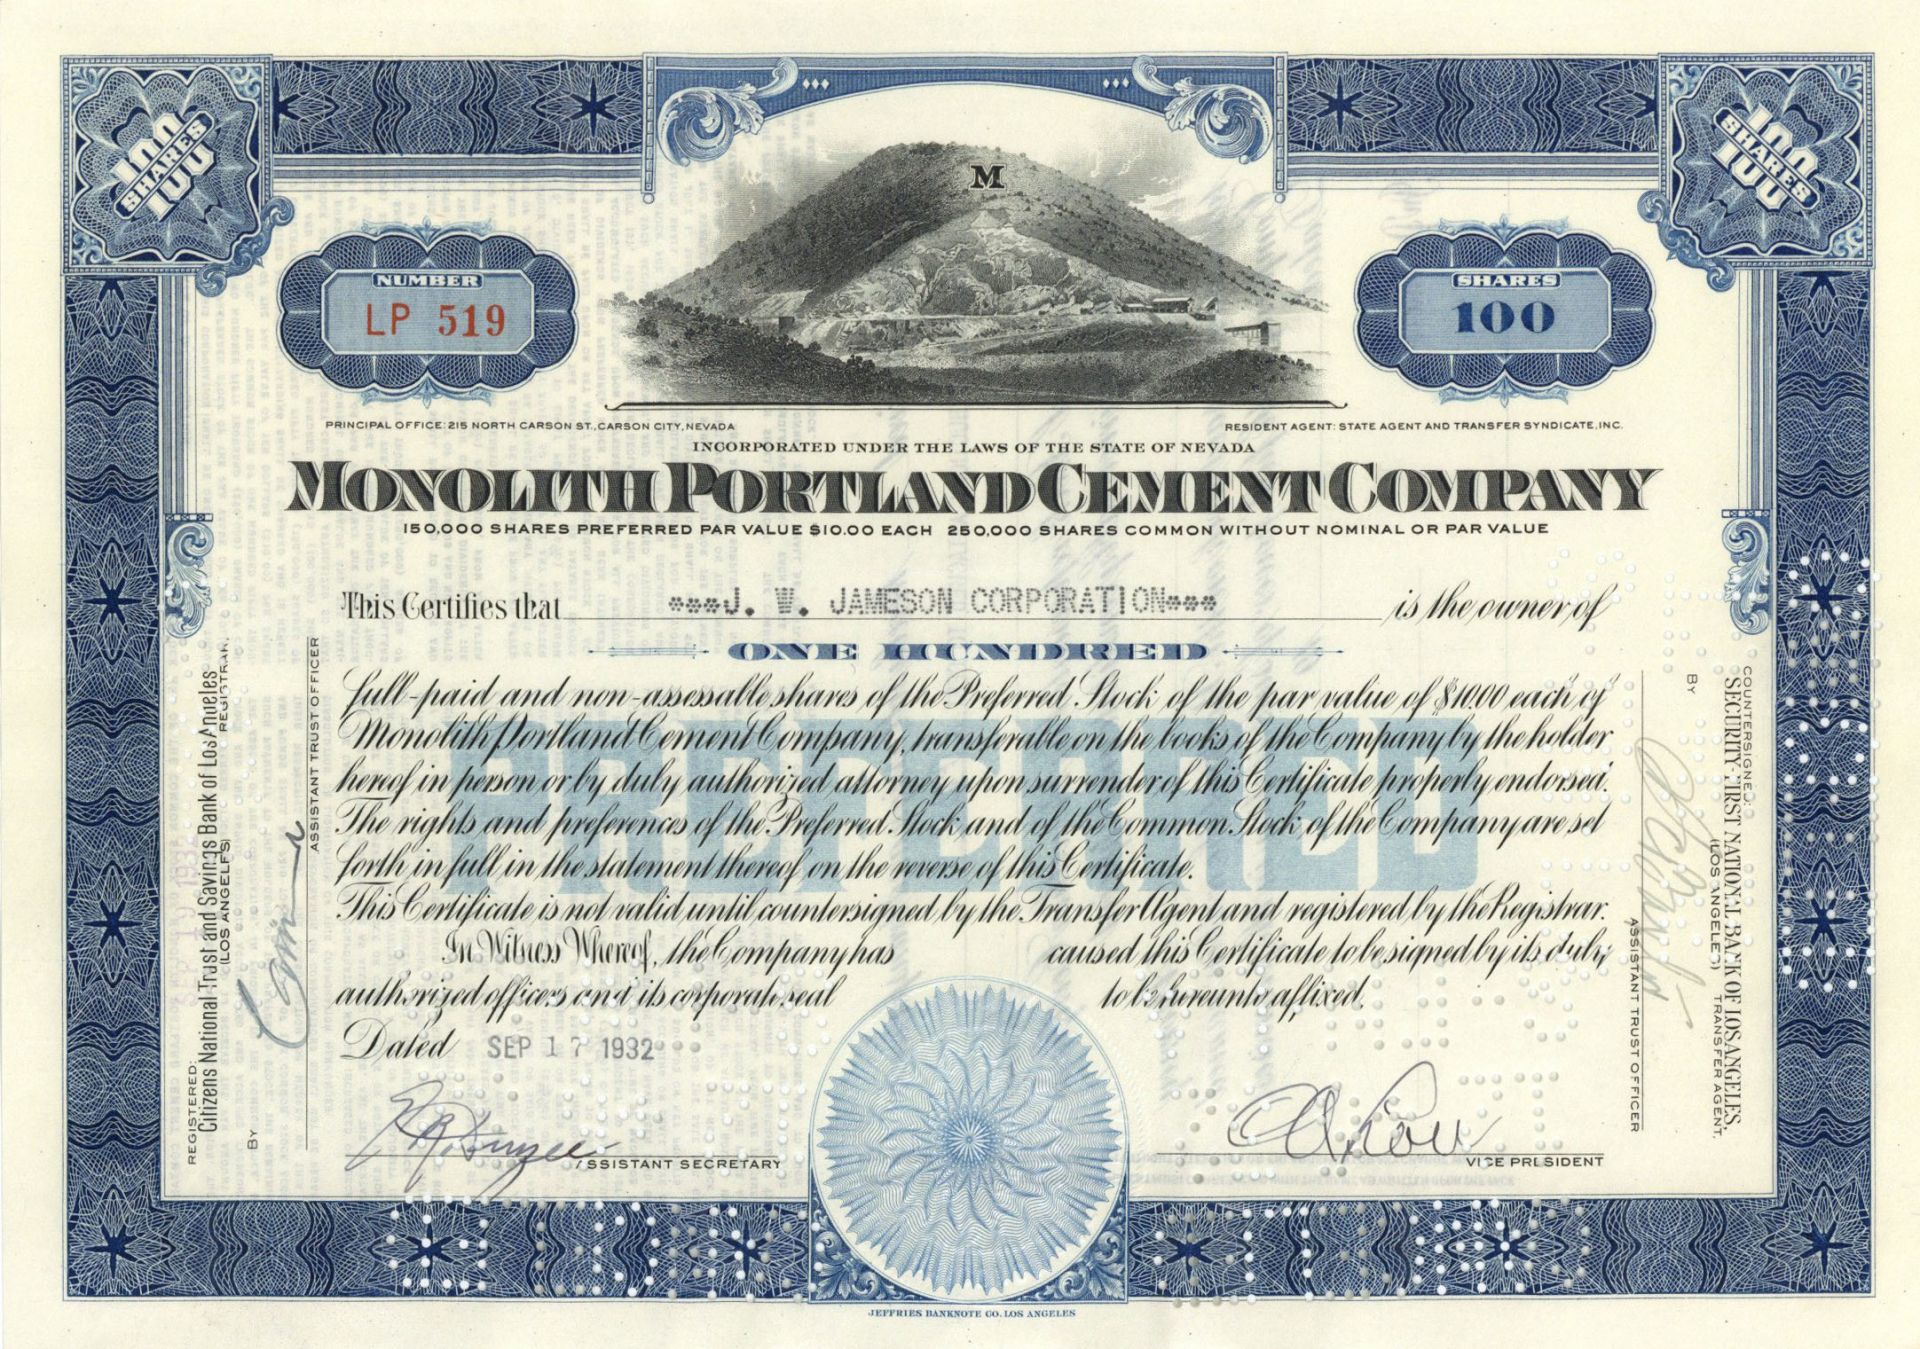 100 SHARES 100
100 SHARES 100
M
NUMBER
LP 519
SHARES
100
PRINCIPAL OFFICE: 215 NORTH CARSON ST., CARSON CITY, NEVADA
RESIDENT AGENT: STATE AGENT AND TRANSFER SYNDICATE, INC.
INCORPORATED UNDER THE LAWS OF THE STATE OF NEVADA
MONOLITH PORTLAND CEMENT COMPANY
150,000 SHARES PREFERRED PAR VALUE $10.00 EACH 250,000 SHARES COMMON WITHOUT NOMINAL OR PAR VALUE
This Certifies that ***J. W. JAMESON CORPORATION*** is the owner of
ONE HUNDRED
PREFERRED
full-paid and non-assessable shares of the Preferred Stock of the par value of $10.00 each of
Monolith Portland Cement Company, transferable on the books of the Company by the holder
hereof in person or by duly authorized attorney upon surrender of this Certificate properly endorsed.
The rights and preferences of the Preferred Stock and of the Common Stock of the Company are set
forth in full in the statement thereof on the reverse of this Certificate.
This Certificate is not valid until countersigned by the Transfer Agent and registered by the Registrar.
In Witness Whereof, the Company has caused this Certificate to be signed by its duly
authorized officers and its corporate seal to be hereunto affixed.
Dated SEP 17 1932
ASSISTANT SECRETARY
VICE PRESIDENT
REGISTERED:
Citizens National Trust and Savings Bank of Los Angeles
(LOS ANGELES) REGISTRAR.
BY
ASSISTANT TRUST OFFICER
COUNTERSIGNED:
SECURITY-FIRST NATIONAL BANK OF LOS ANGELES,
(LOS ANGELES) TRANSFER AGENT,
BY
ASSISTANT TRUST OFFICER
JEFFRIES BANKNOTE CO. LOS ANGELES